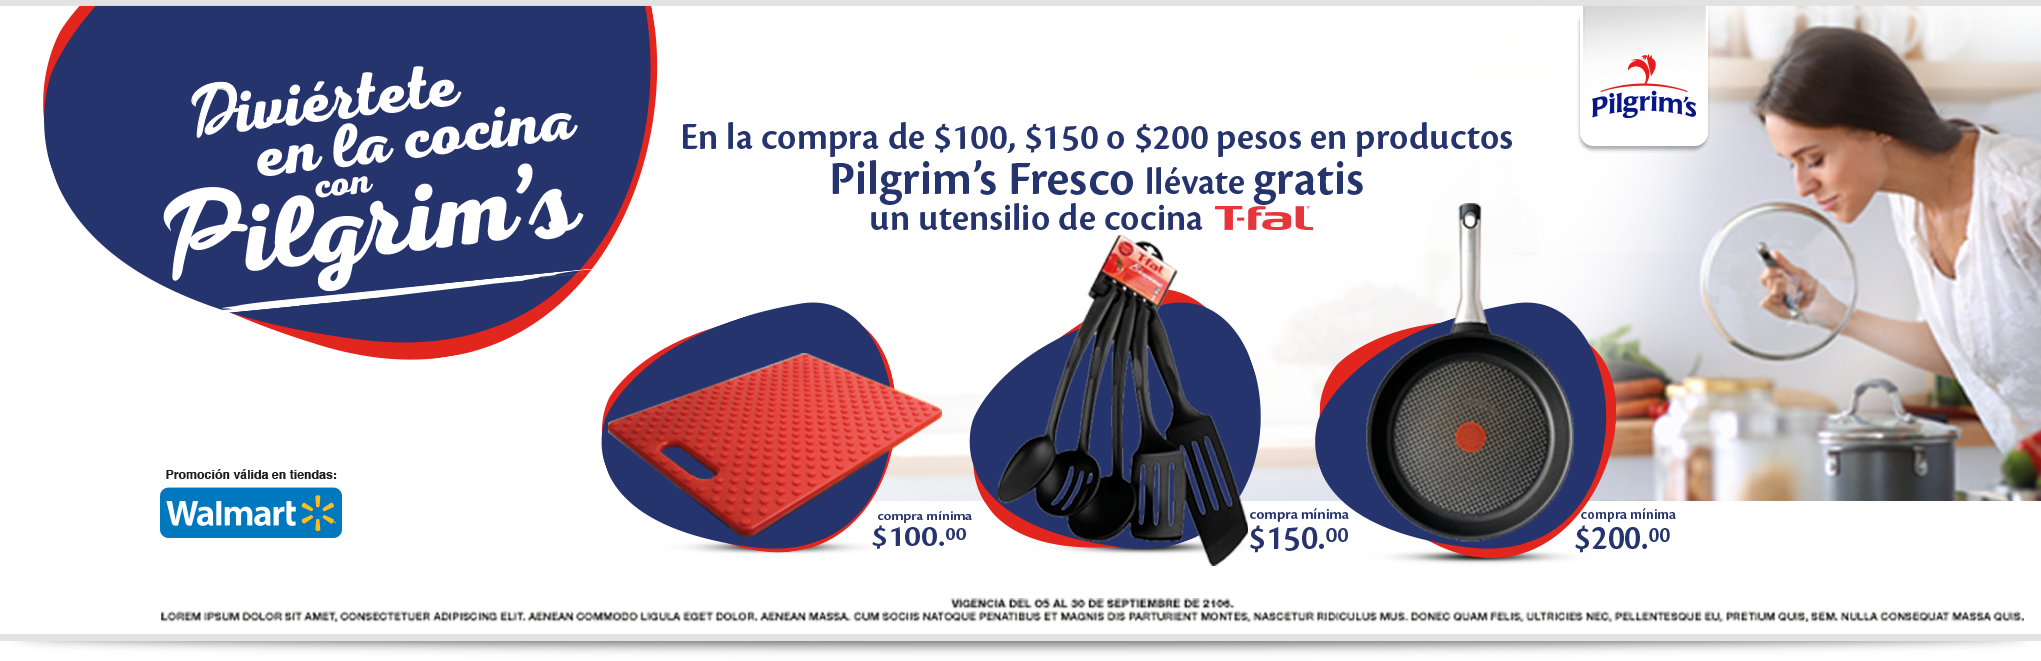 Diviértete
en la cocina
con
Pilgrim's
En la compra de $100, $150 o $200 pesos en productos
Pilgrim's Fresco llévate gratis
un utensilio de cocina T-fal
Pilgrim's
T-fal
Promoción válida en tiendas:
Walmart
compra mínima
$100.00
compra mínima
$150.00
compra mínima
$200.00
VIGENCIA DEL 05 AL 30 DE SEPTIEMBRE DE 2106.
LOREM IPSUM DOLOR SIT AMET, CONSECTETUER ADIPISCING ELIT. AENEAN COMMODO LIGULA EGET DOLOR. AENEAN MASSA. CUM SOCIIS NATOQUE PENATIBUS ET MAGNIS DIS PARTURIENT MONTES, NASCETUR RIDICULUS MUS. DONEC QUAM FELIS, ULTRICIES NEC, PELLENTESQUE EU, PRETIUM QUIS, SEM. NULLA CONSEQUAT MASSA QUIS.